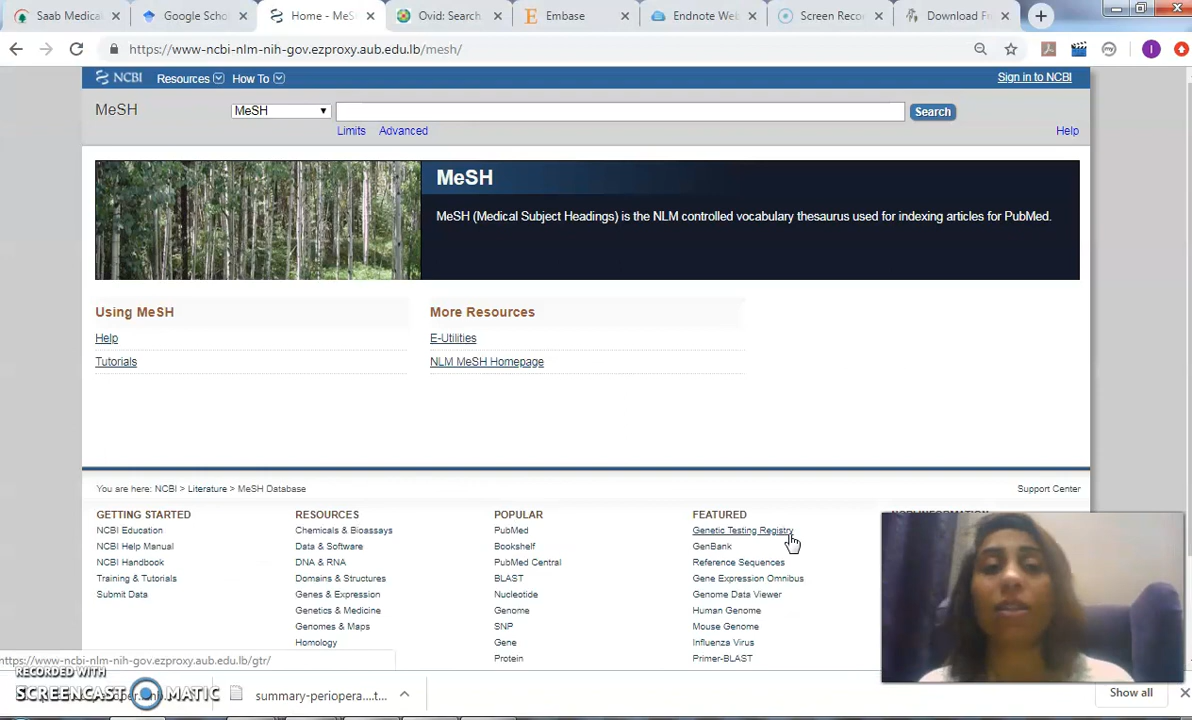 Saab Medica
Google Scho
Home - MeS
Ovid: Search
Embase
Endnote Web
Screen Reco
Download F
https://www-ncbi-nlm-nih-gov.ezproxy.aub.edu.lb/mesh/
NCBI Resources How To
Sign in to NCBI
MeSH
MeSH
Search
Limits Advanced
Help
MeSH
MeSH (Medical Subject Headings) is the NLM controlled vocabulary thesaurus used for indexing articles for PubMed.
Using MeSH
Help
Tutorials
More Resources
E-Utilities
NLM MeSH Homepage
You are here: NCBI > Literature > MeSH Database
Support Center
GETTING STARTED
NCBI Education
NCBI Help Manual
NCBI Handbook
Training & Tutorials
Submit Data
RESOURCES
Chemicals & Bioassays
Data & Software
DNA & RNA
Domains & Structures
Genes & Expression
Genetics & Medicine
Genomes & Maps
Homology
POPULAR
PubMed
Bookshelf
PubMed Central
BLAST
Nucleotide
Genome
SNP
Gene
Protein
FEATURED
Genetic Testing Registry
GenBank
Reference Sequences
Gene Expression Omnibus
Genome Data Viewer
Human Genome
Mouse Genome
Influenza Virus
Primer-BLAST
https://www-ncbi-nlm-nih-gov.ezproxy.aub.edu.lb/gtr/
RECORDED WITH
SCREENCAST MATIC
summary-periopera....t...
Show all